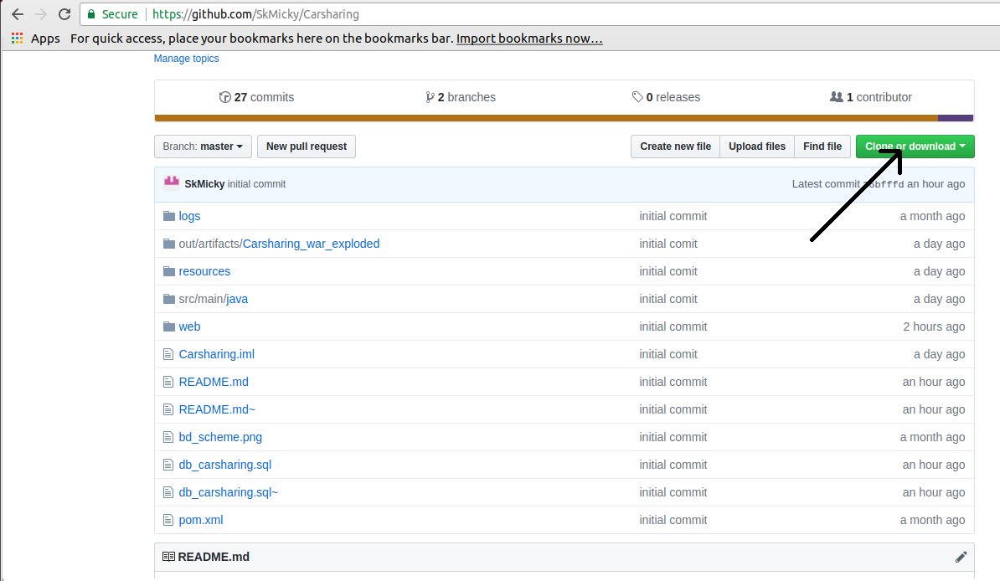 Secure https://github.com/SkMicky/Carsharing
Apps For quick access, place your bookmarks here on the bookmarks bar. Import bookmarks now...
Manage topics
27 commits 2 branches 0 releases 1 contributor
Branch: master New pull request Create new file Upload files Find file Clone or download
SkMicky initial commit Latest commit an hour ago
logs initial commit a month ago
out/artifacts/Carsharing_war_exploded initial comit a day ago
resources initial comit a day ago
src/main/java initial comit a day ago
web initial commit 2 hours ago
Carsharing.iml initial comit a day ago
README.md initial commit an hour ago
README.md~ initial commit an hour ago
bd_scheme.png initial commit a month ago
db_carsharing.sql initial commit an hour ago
db_carsharing.sql~ initial commit an hour ago
pom.xml initial commit a month ago
README.md